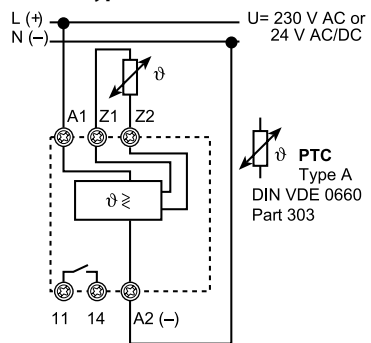 L (+)
N (–)
U= 230 V AC or
24 V AC/DC
ϑ
A1 Z1 Z2
ϑ PTC
Type A
DIN VDE 0660
Part 303
ϑ ≷
11 14 A2 (–)